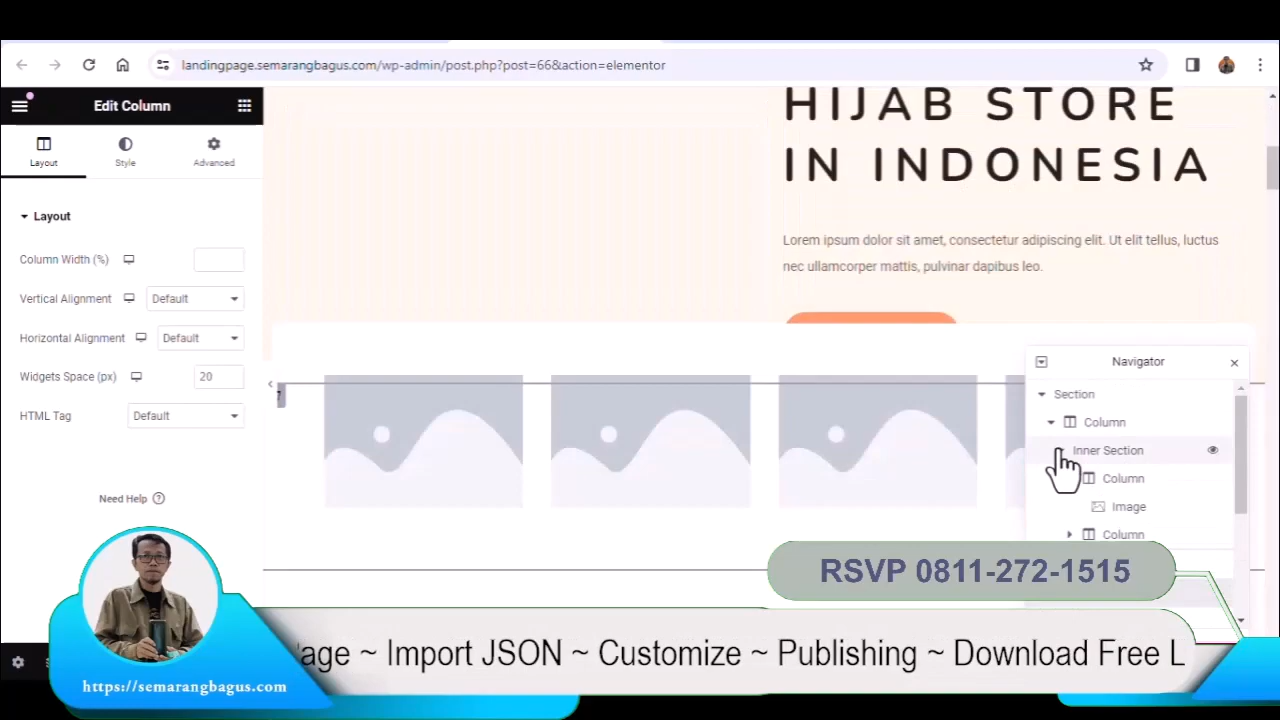 landingpage.semarangbagus.com/wp-admin/post.php?post=66&action=elementor
Edit Column
Layout
Style
Advanced
Layout
Column Width (%)
Vertical Alignment
Default
Horizontal Alignment
Default
Widgets Space (px)
20
HTML Tag
Default
Need Help
HIJAB STORE
IN INDONESIA
Lorem ipsum dolor sit amet, consectetur adipiscing elit. Ut elit tellus, luctus
nec ullamcorper mattis, pulvinar dapibus leo.
Navigator
Section
Column
Inner Section
Column
Image
Column
RSVP 0811-272-1515
age ~ Import JSON ~ Customize ~ Publishing ~ Download Free L
https://semarangbagus.com